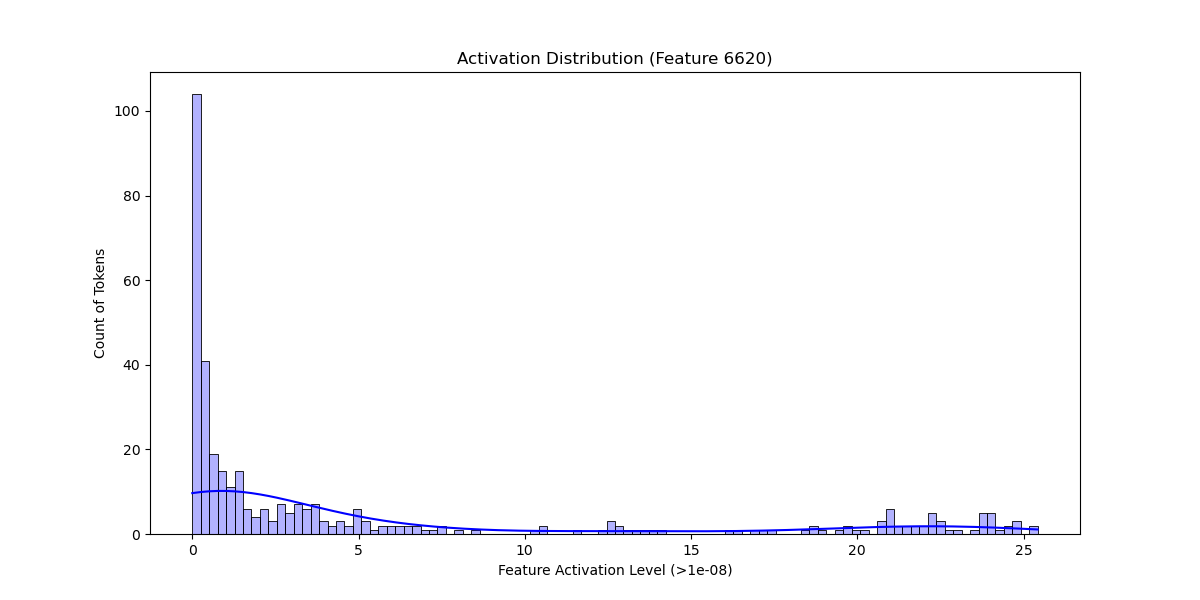 Activation Distribution (Feature 6620)
100
80
60
40
20
0
Count of Tokens
0 5 10 15 20 25
Feature Activation Level (>1e-08)